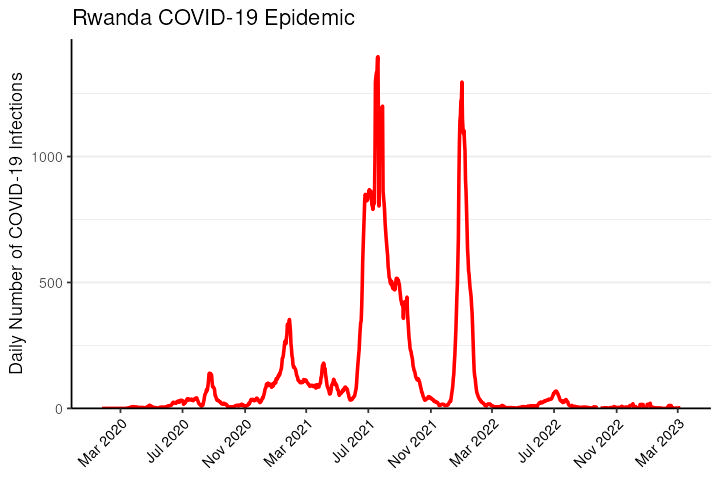 Rwanda COVID-19 Epidemic
Daily Number of COVID-19 Infections
1000
500
0
Mar 2020
Jul 2020
Nov 2020
Mar 2021
Jul 2021
Nov 2021
Mar 2022
Jul 2022
Nov 2022
Mar 2023